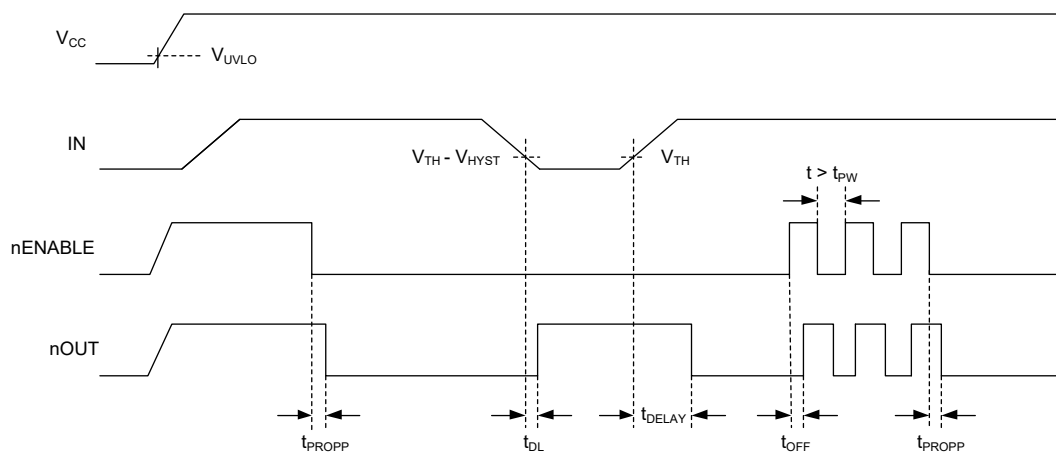 VCC
VUVLO
IN
VTH - VHYST
VTH
t > tPW
nENABLE
nOUT
tPROPP
tDL
tDELAY
tOFF
tPROPP